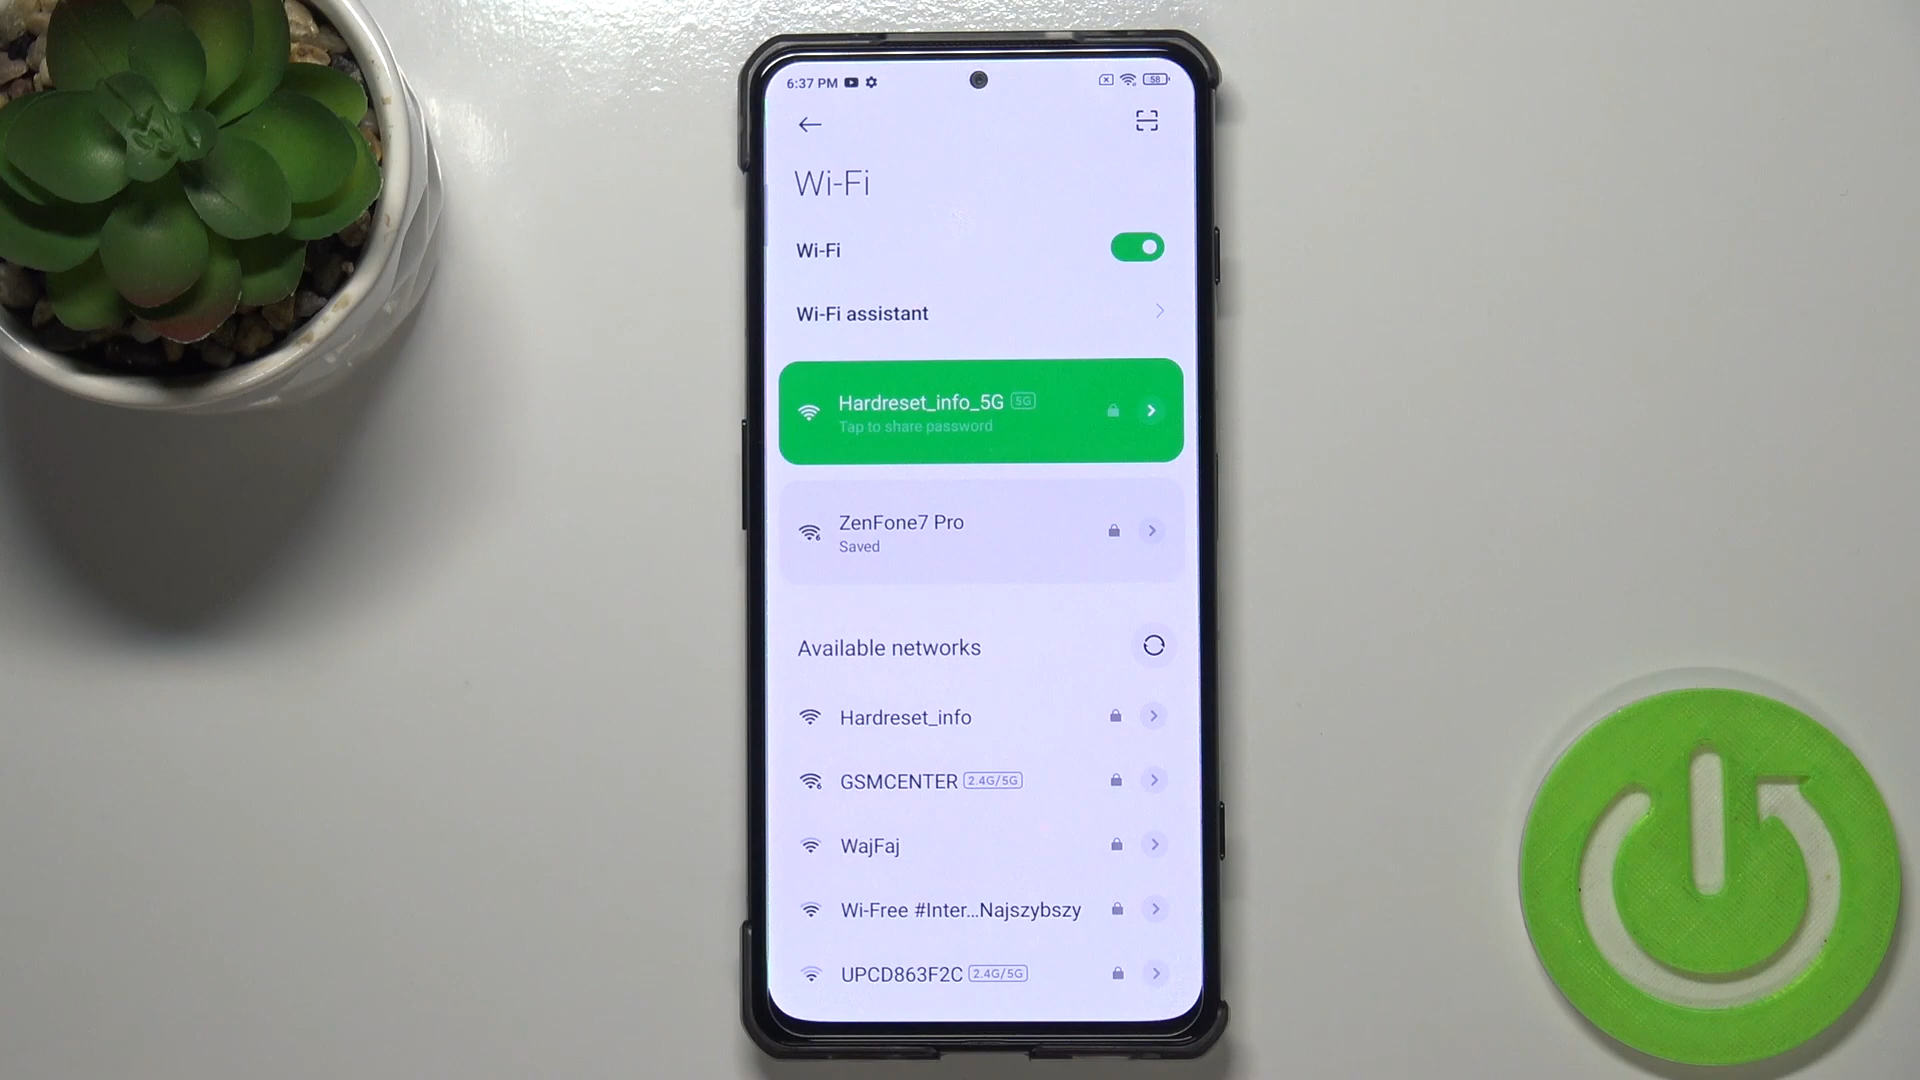 6:37 PM
58
Wi-Fi
Wi-Fi
Wi-Fi assistant
Hardreset_info_5G 5G
Tap to share password
ZenFone7 Pro
Saved
Available networks
Hardreset_info
GSMCENTER 2.4G/5G
WajFaj
Wi-Free #Inter...Najszybszy
UPCD863F2C 2.4G/5G